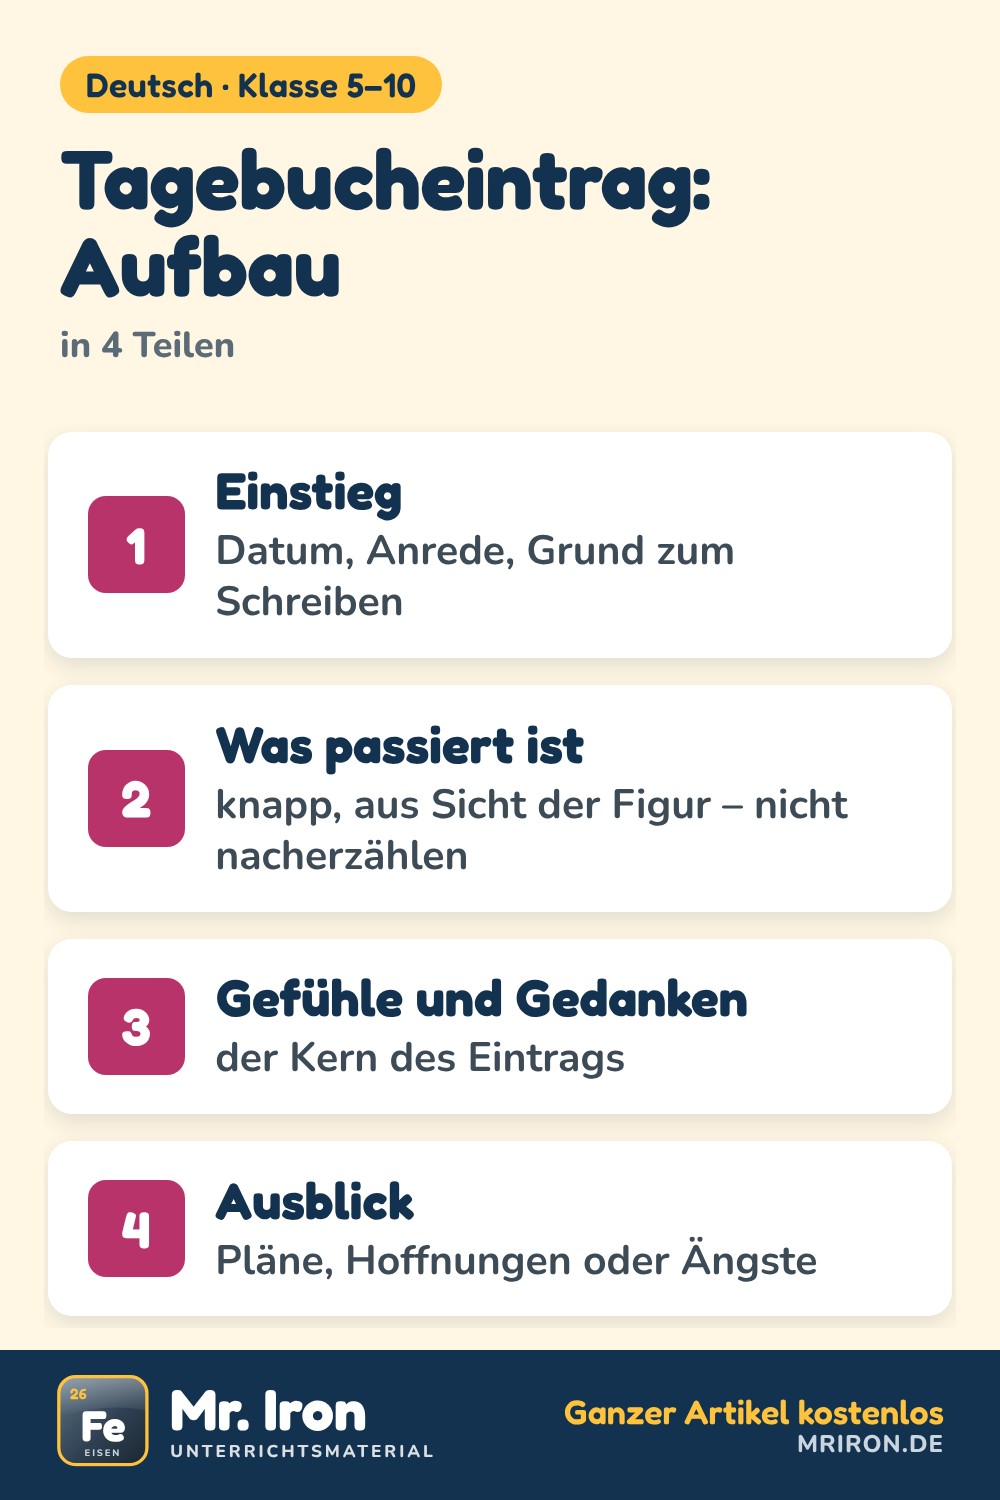 Deutsch · Klasse 5–10
Tagebucheintrag:
Aufbau
in 4 Teilen
1
Einstieg
Datum, Anrede, Grund zum
Schreiben
2
Was passiert ist
knapp, aus Sicht der Figur – nicht
nacherzählen
3
Gefühle und Gedanken
der Kern des Eintrags
4
Ausblick
Pläne, Hoffnungen oder Ängste
26
Fe
EISEN
Mr. Iron
UNTERRICHTSMATERIAL
Ganzer Artikel kostenlos
MRIRON.DE